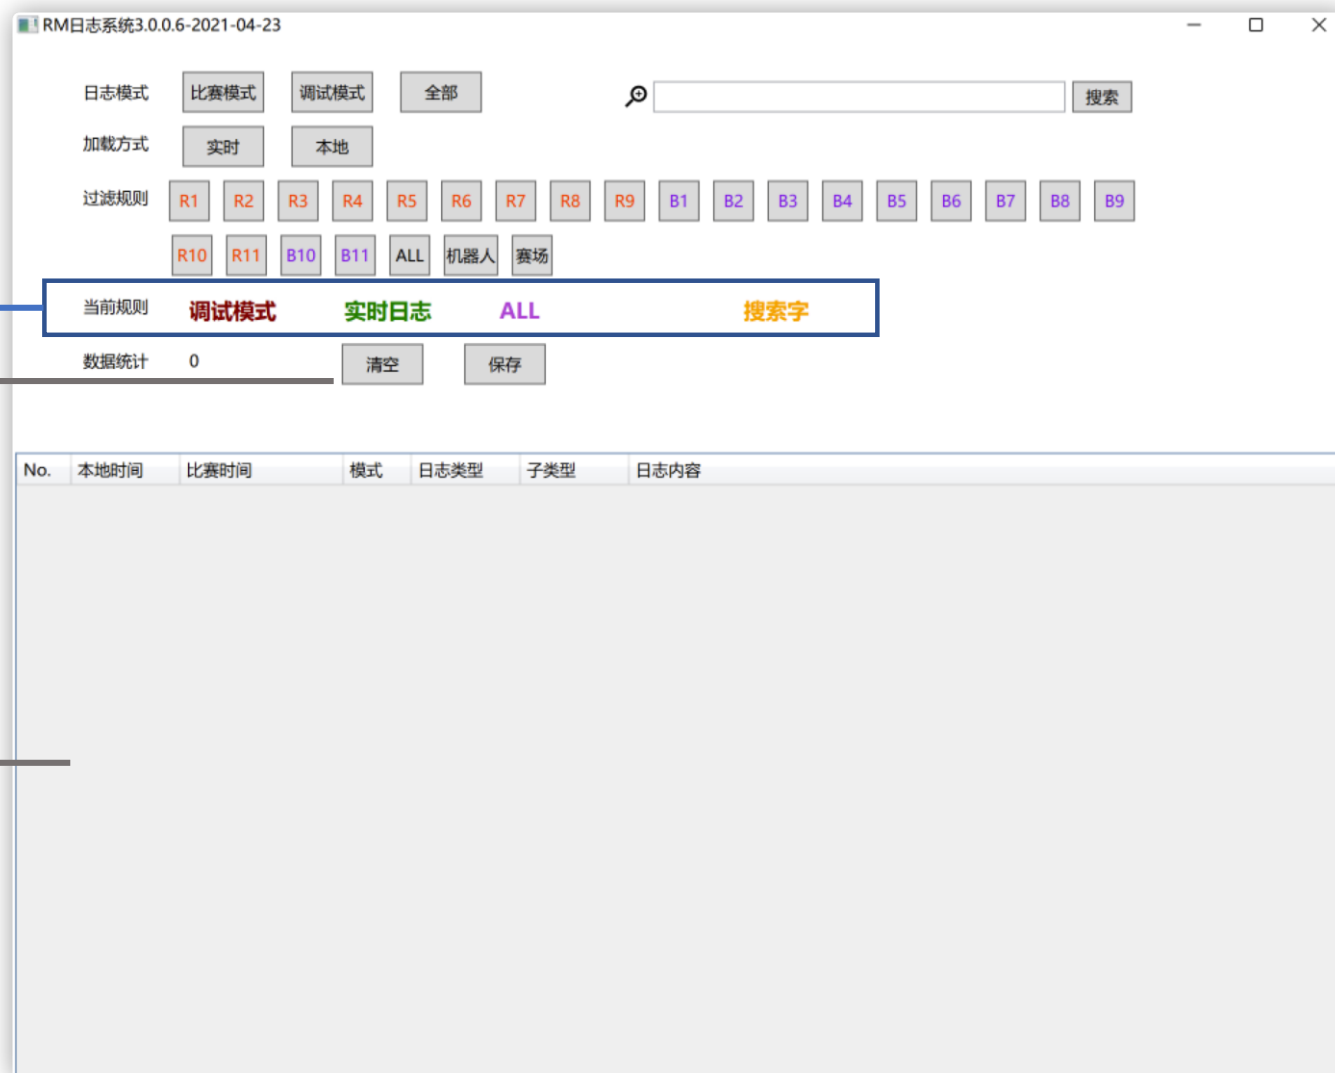 RM日志系统3.0.0.6-2021-04-23
日志模式 比赛模式 调试模式 全部 搜索
加载方式 实时 本地
过滤规则 R1 R2 R3 R4 R5 R6 R7 R8 R9 B1 B2 B3 B4 B5 B6 B7 B8 B9
R10 R11 B10 B11 ALL 机器人 赛场
当前规则 调试模式 实时日志 ALL 搜索字
数据统计 0 清空 保存
No. 本地时间 比赛时间 模式 日志类型 子类型 日志内容